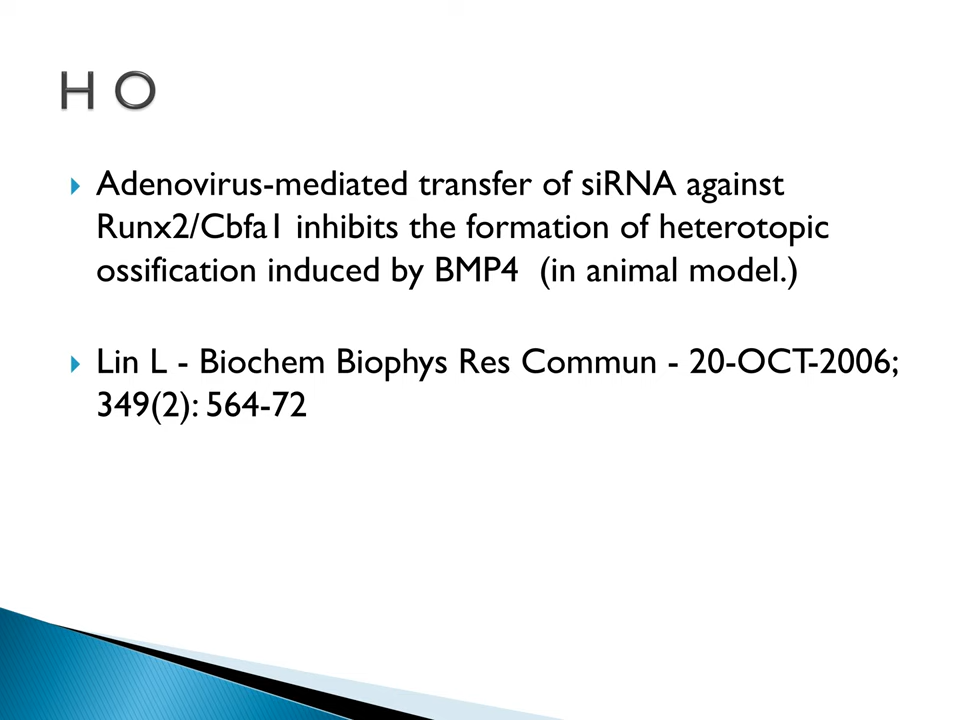 H O
Adenovirus-mediated transfer of siRNA against
Runx2/Cbfa1 inhibits the formation of heterotopic
ossification induced by BMP4  (in animal model.)
Lin L - Biochem Biophys Res Commun - 20-OCT-2006;
349(2): 564-72